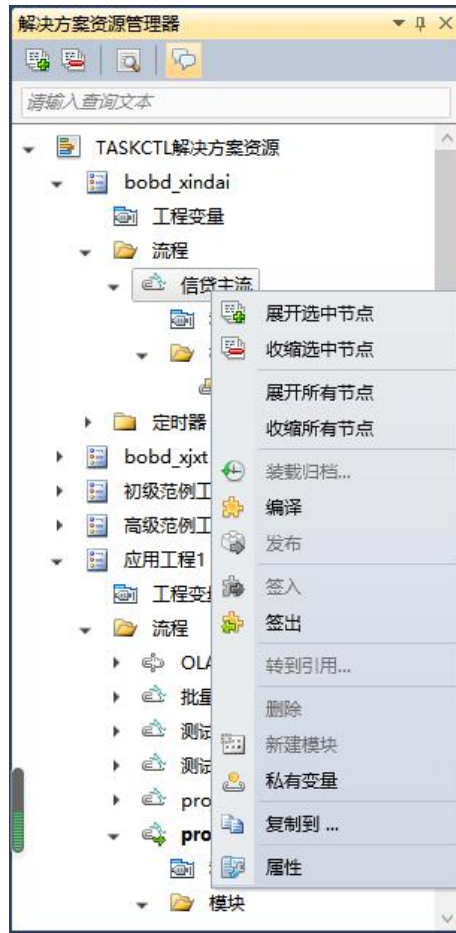 解决方案资源管理器
请输入查询文本
TASKCTL解决方案资源
bobd_xindai
工程变量
流程
信贷主流
展开选中节点
收缩选中节点
展开所有节点
收缩所有节点
定时器
bobd_xjxt
装载归档...
初级范例工
编译
高级范例工
发布
应用工程1
签入
工程变量
签出
流程
转到引用...
OLA
删除
批量
新建模块
测试
私有变量
测试
pro
复制到 ...
pro
属性
模块